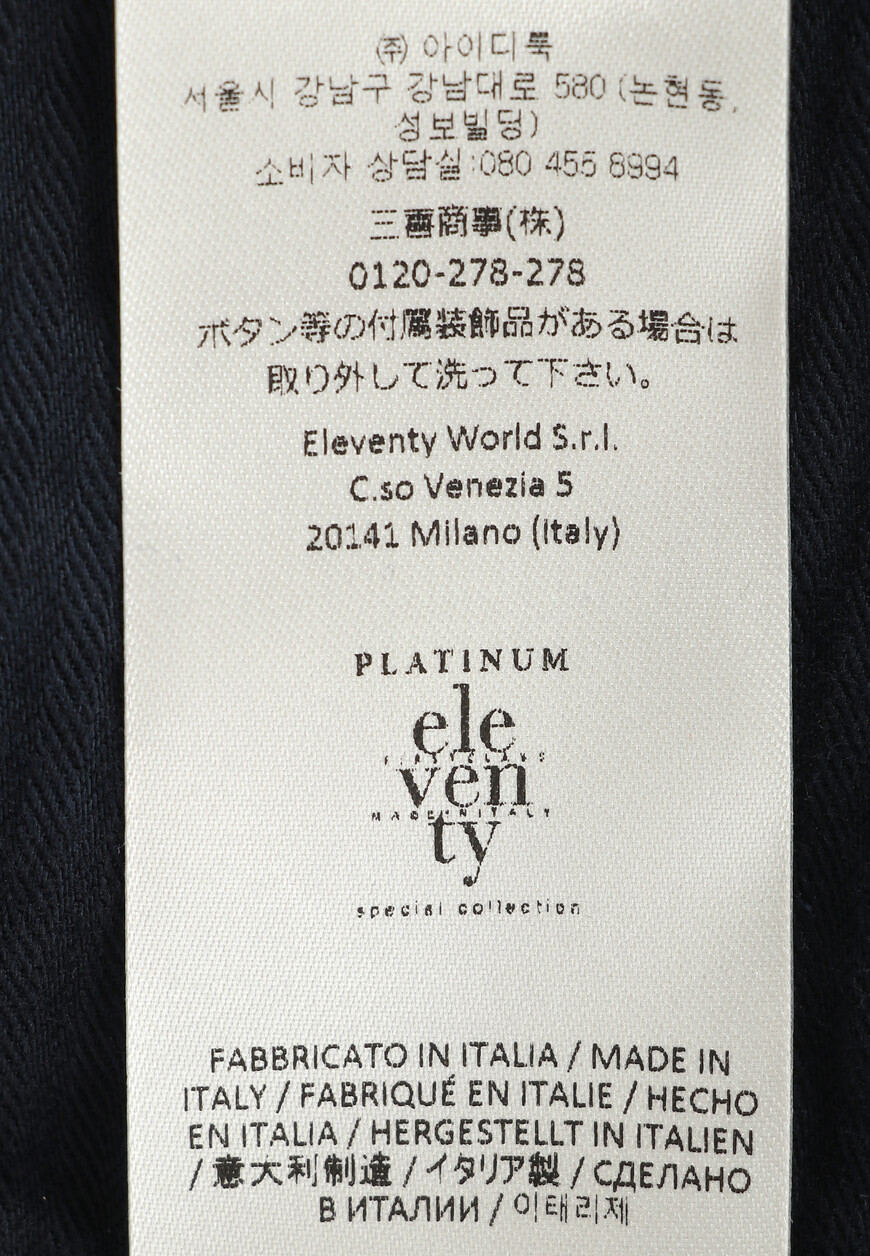 ㈜ 아이디룩
서울시 강남구 강남대로 580 (논현동,
성보빌딩)
소비자 상담실:080 455 8994
三喜商事(株)
0120-278-278
ボタン等の付属装飾品がある場合は
取り外して洗って下さい。
Eleventy World S.r.l.
C.so Venezia 5
20141 Milano (Italy)
PLATINUM
ele
ven
MADE IN ITALY
ty
special collection
FABBRICATO IN ITALIA / MADE IN
ITALY / FABRIQUÉ EN ITALIE / HECHO
EN ITALIA / HERGESTELLT IN ITALIEN
/ 意大利制造 / イタリア製 / СДЕЛАНО
В ИТАЛИИ / 이태리제